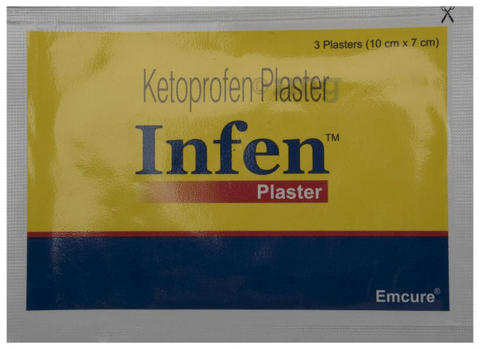 3 Plasters (10 cm x 7 cm)
Ketoprofen Plaster
Infen™
Plaster
Emcure®